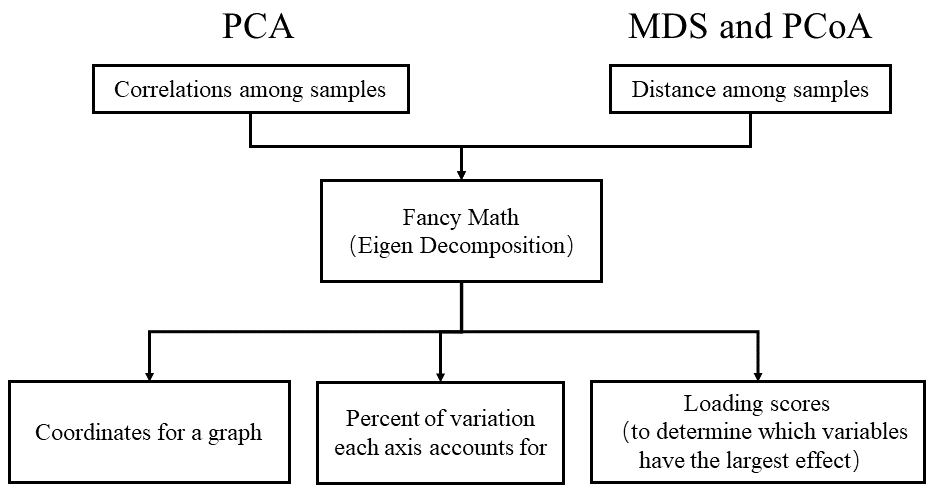 PCA
MDS and PCoA
Correlations among samples
Distance among samples
Fancy Math
（Eigen Decomposition）
Coordinates for a graph
Percent of variation
each axis accounts for
Loading scores
（to determine which variables
have the largest effect）